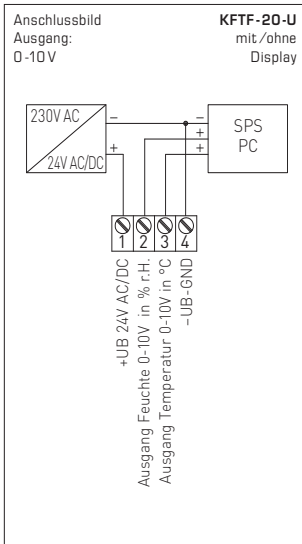 Anschlussbild
Ausgang:
0-10 V
KFTF-20-U
mit /ohne
Display
230V AC
24V AC/DC
–
+
–
+
+
SPS
PC
1
2
3
4
+UB 24V AC/DC
Ausgang Feuchte 0-10V in % r.H.
Ausgang Temperatur 0-10V in °C
–UB-GND